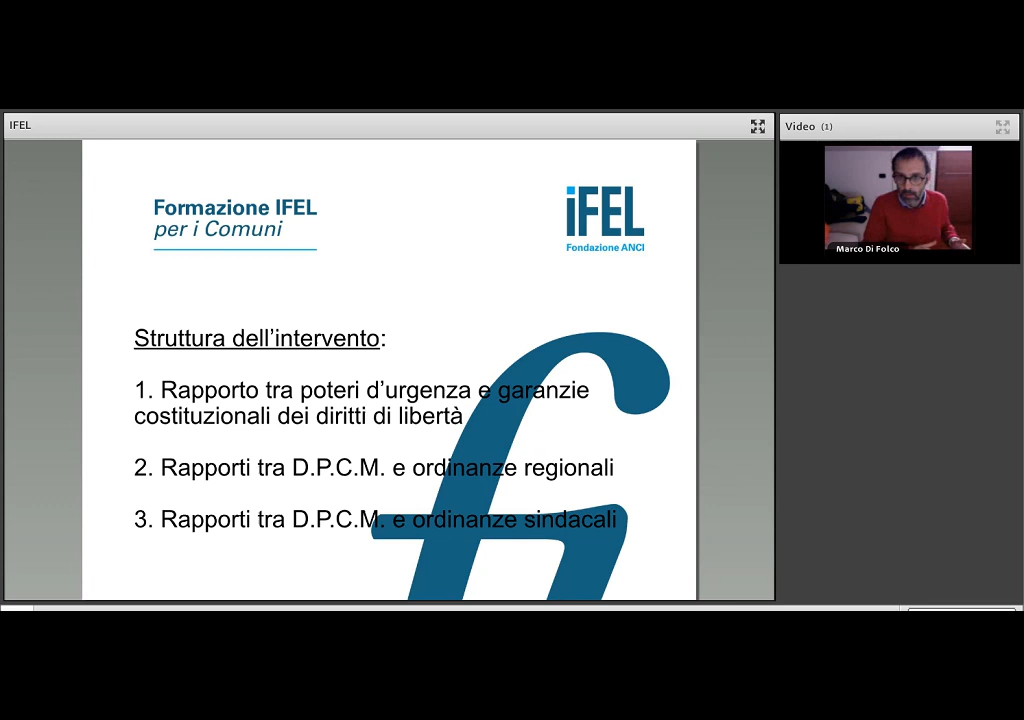 IFEL
Video (1)
Formazione IFEL
per i Comuni
iFEL
Fondazione ANCI
Marco Di Folco
Struttura dell'intervento:
1. Rapporto tra poteri d'urgenza e garanzie
costituzionali dei diritti di libertà
2. Rapporti tra D.P.C.M. e ordinanze regionali
3. Rapporti tra D.P.C.M. e ordinanze sindacali